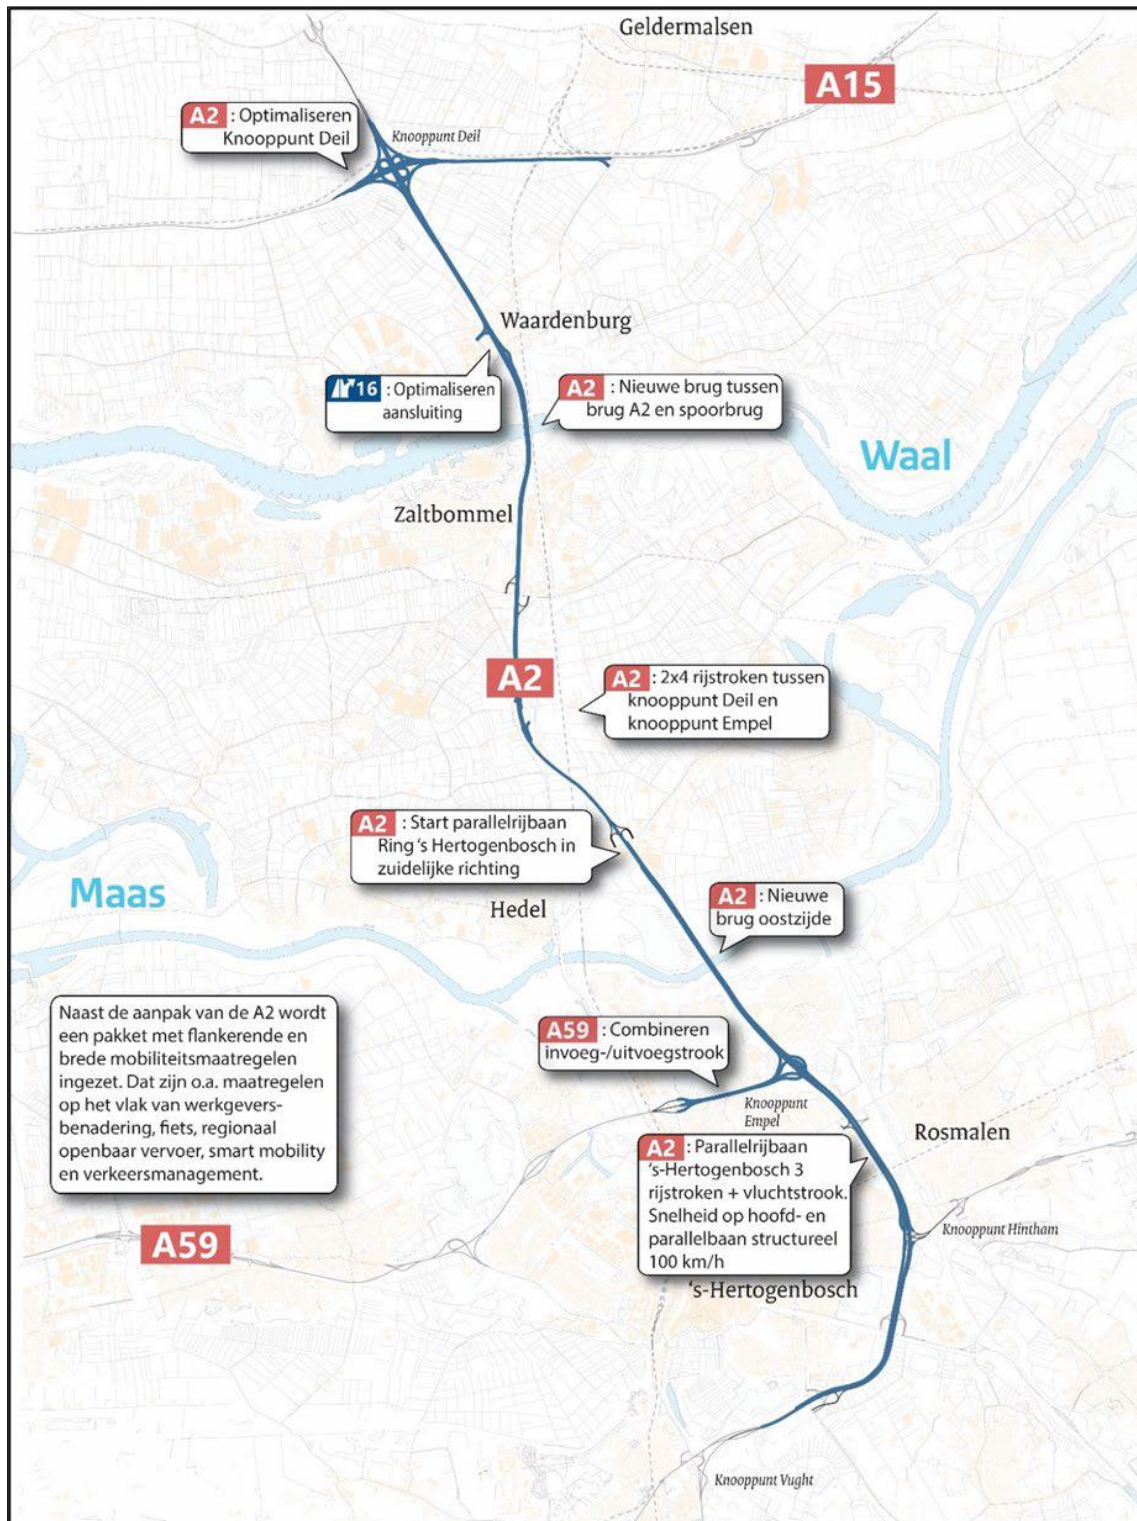 Geldermalsen
A15
A2 : Optimaliseren
Knooppunt Deil
Knooppunt Deil
Waardenburg
16 : Optimaliseren
aansluiting
A2 : Nieuwe brug tussen
brug A2 en spoorbrug
Waal
Zaltbommel
A2
A2 : 2x4 rijstroken tussen
knooppunt Deil en
knooppunt Empel
A2 : Start parallelrijbaan
Ring 's Hertogenbosch in
zuidelijke richting
Maas
Hedel
A2 : Nieuwe
brug oostzijde
Naast de aanpak van de A2 wordt
een pakket met flankerende en
brede mobiliteitsmaatregelen
ingezet. Dat zijn o.a. maatregelen
op het vlak van werkgevers-
benadering, fiets, regionaal
openbaar vervoer, smart mobility
en verkeersmanagement.
A59 : Combineren
invoeg-/uitvoegstrook
Knooppunt
Empel
Rosmalen
A2 : Parallelrijbaan
's-Hertogenbosch 3
rijstroken + vluchtstrook.
Snelheid op hoofd- en
parallelbaan structureel
100 km/h
A59
Knooppunt Hintham
's-Hertogenbosch
Knooppunt Vught